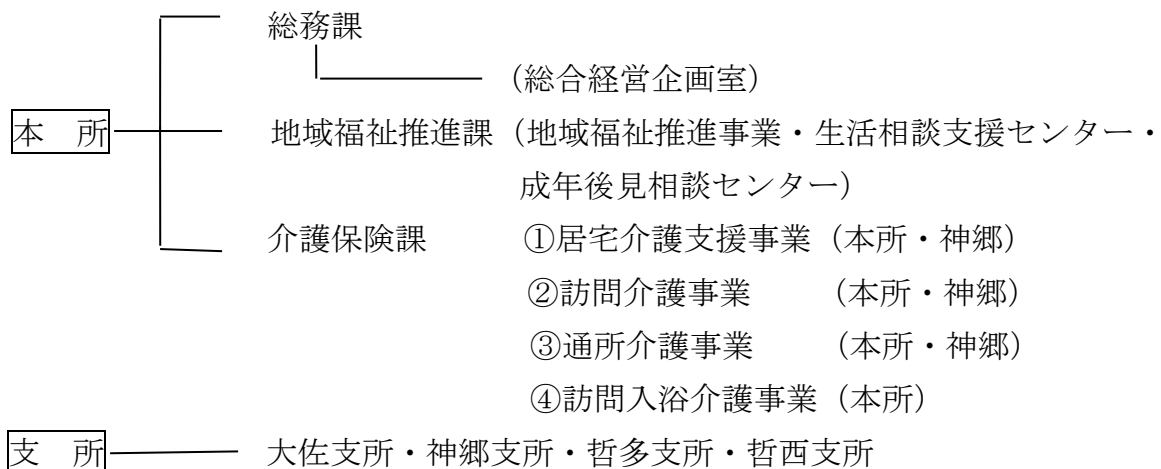 総務課
（総合経営企画室）
本　所　地域福祉推進課（地域福祉推進事業・生活相談支援センター・
成年後見相談センター）
介護保険課　①居宅介護支援事業（本所・神郷）
②訪問介護事業　（本所・神郷）
③通所介護事業　（本所・神郷）
④訪問入浴介護事業（本所）
支　所　大佐支所・神郷支所・哲多支所・哲西支所